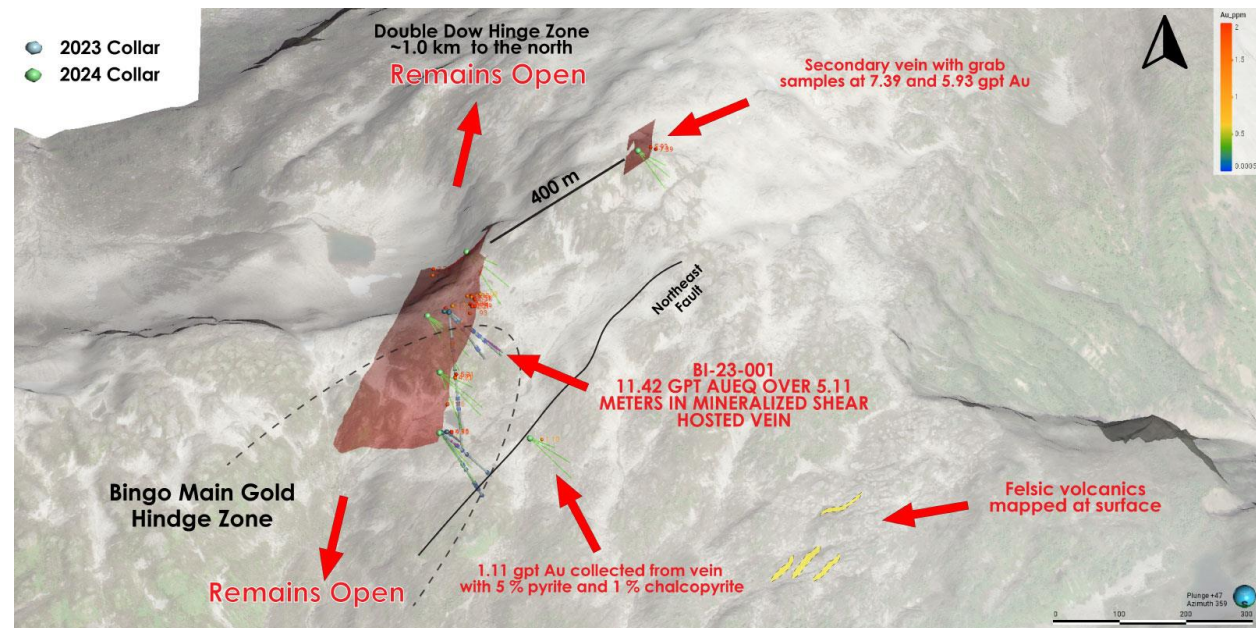 2023 Collar
2024 Collar
Double Dow Hinge Zone
~1.0 km to the north
Remains Open
Secondary vein with grab
samples at 7.39 and 5.93 gpt Au
Au_ppm
2
1.5
1
0.5
0.0005
400 m
Northeast
Fault
BI-23-001
11.42 GPT AUEQ OVER 5.11
METERS IN MINERALIZED SHEAR
HOSTED VEIN
Bingo Main Gold
Hindge Zone
Felsic volcanics
mapped at surface
Remains Open
1.11 gpt Au collected from vein
with 5 % pyrite and 1 % chalcopyrite
Plunge +47
Azimuth 359
0 100 200 300